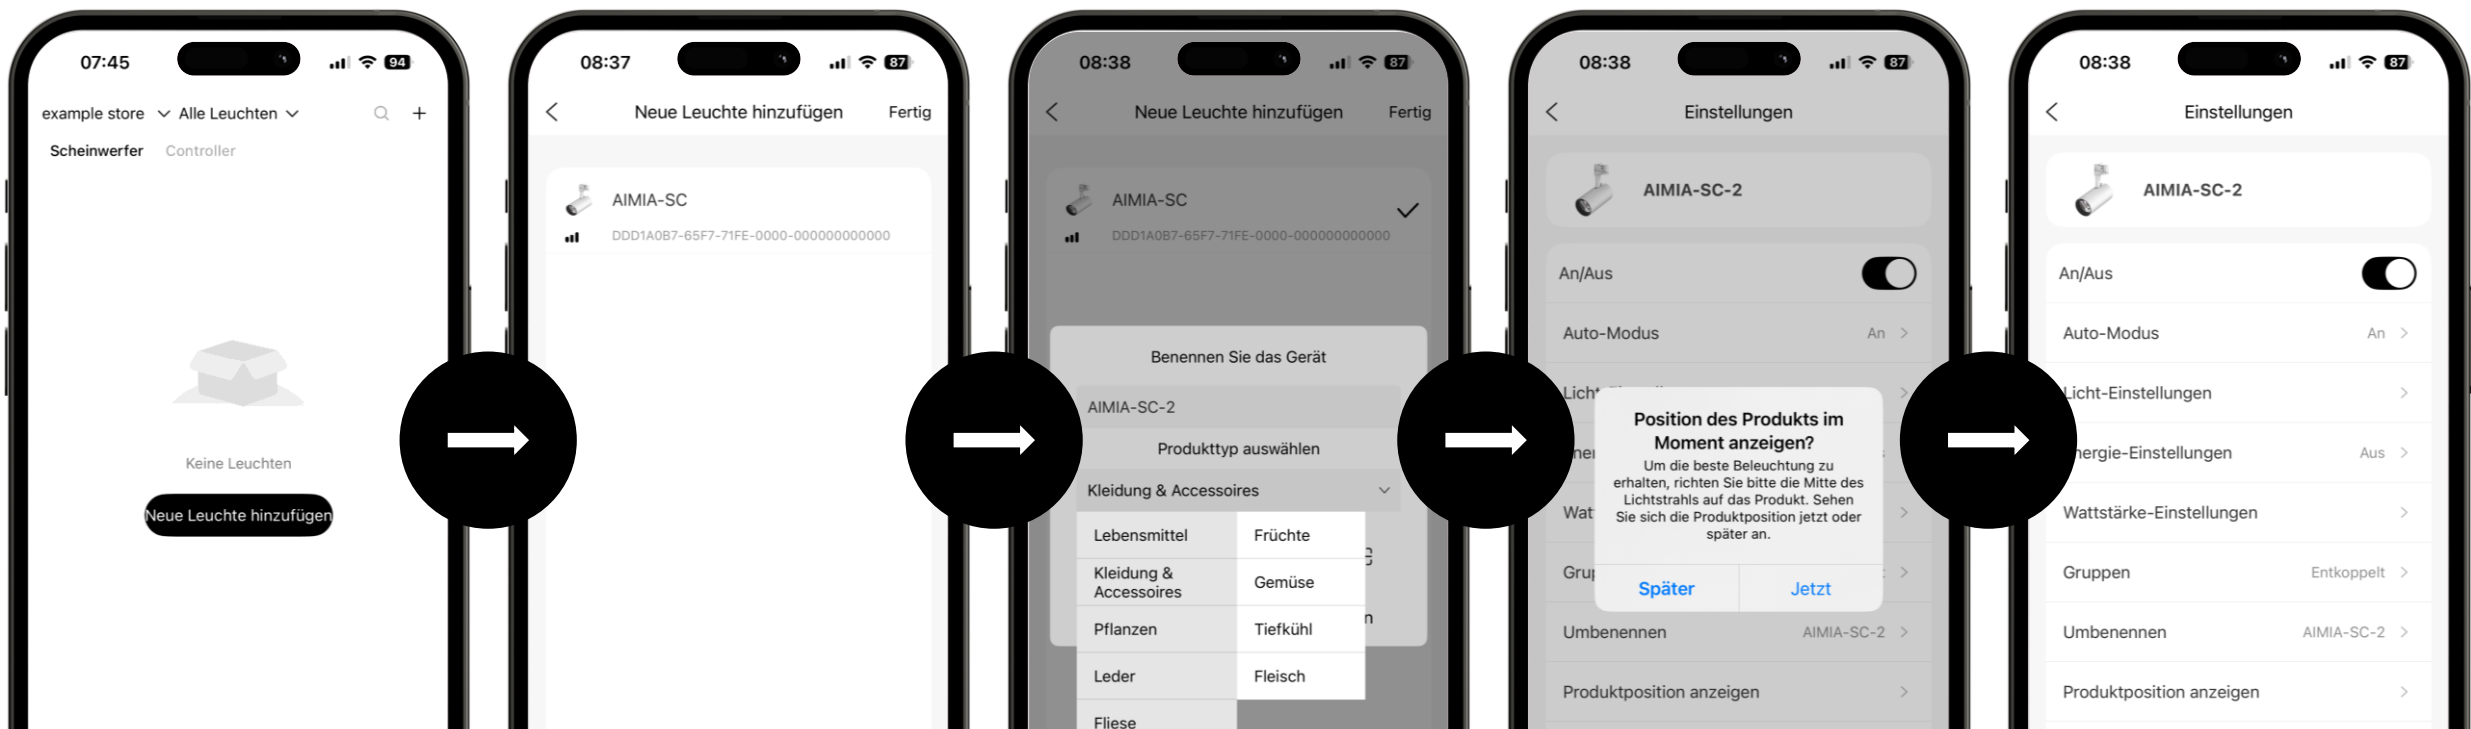 07:45
94
example store
Alle Leuchten
+
Scheinwerfer
Controller
Keine Leuchten
Neue Leuchte hinzufügen
08:37
87
Neue Leuchte hinzufügen
Fertig
AIMIA-SC
DDD1A0B7-65F7-71FE-0000-000000000000
08:38
87
Neue Leuchte hinzufügen
Fertig
AIMIA-SC
DDD1A0B7-65F7-71FE-0000-000000000000
Benennen Sie das Gerät
AIMIA-SC-2
Produkttyp auswählen
Kleidung & Accessoires
Lebensmittel
Früchte
Kleidung &
Accessoires
Gemüse
Pflanzen
Tiefkühl
Leder
Fleisch
Fliese
08:38
87
Einstellungen
AIMIA-SC-2
An/Aus
Auto-Modus
An
Licht
Position des Produkts im
Moment anzeigen?
Um die beste Beleuchtung zu
erhalten, richten Sie bitte die Mitte des
Lichtstrahls auf das Produkt. Sehen
Sie sich die Produktposition jetzt oder
später an.
Wat
Gru
Später
Jetzt
Umbenennen
AIMIA-SC-2
Produktposition anzeigen
08:38
87
Einstellungen
AIMIA-SC-2
An/Aus
Auto-Modus
An
Licht-Einstellungen
nergie-Einstellungen
Aus
Wattstärke-Einstellungen
Gruppen
Entkoppelt
Umbenennen
AIMIA-SC-2
Produktposition anzeigen